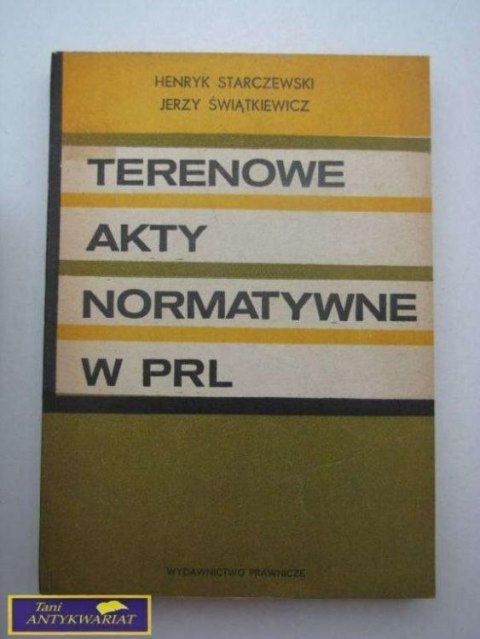 HENRYK STARCZEWSKI
JERZY ŚWIĄTKIEWICZ
TERENOWE
AKTY
NORMATYWNE
W PRL
WYDAWNICTWO PRAWNICZE
Tani
ANTYKWARIAT